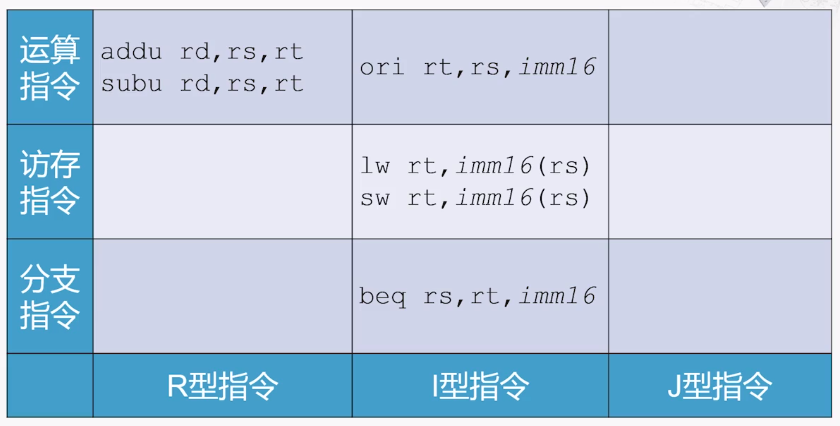 运算
指令
addu rd,rs,rt
subu rd,rs,rt
ori rt,rs,imm16
访存
指令
lw rt,imm16(rs)
sw rt,imm16(rs)
分支
指令
beq rs,rt,imm16
R型指令
I型指令
J型指令